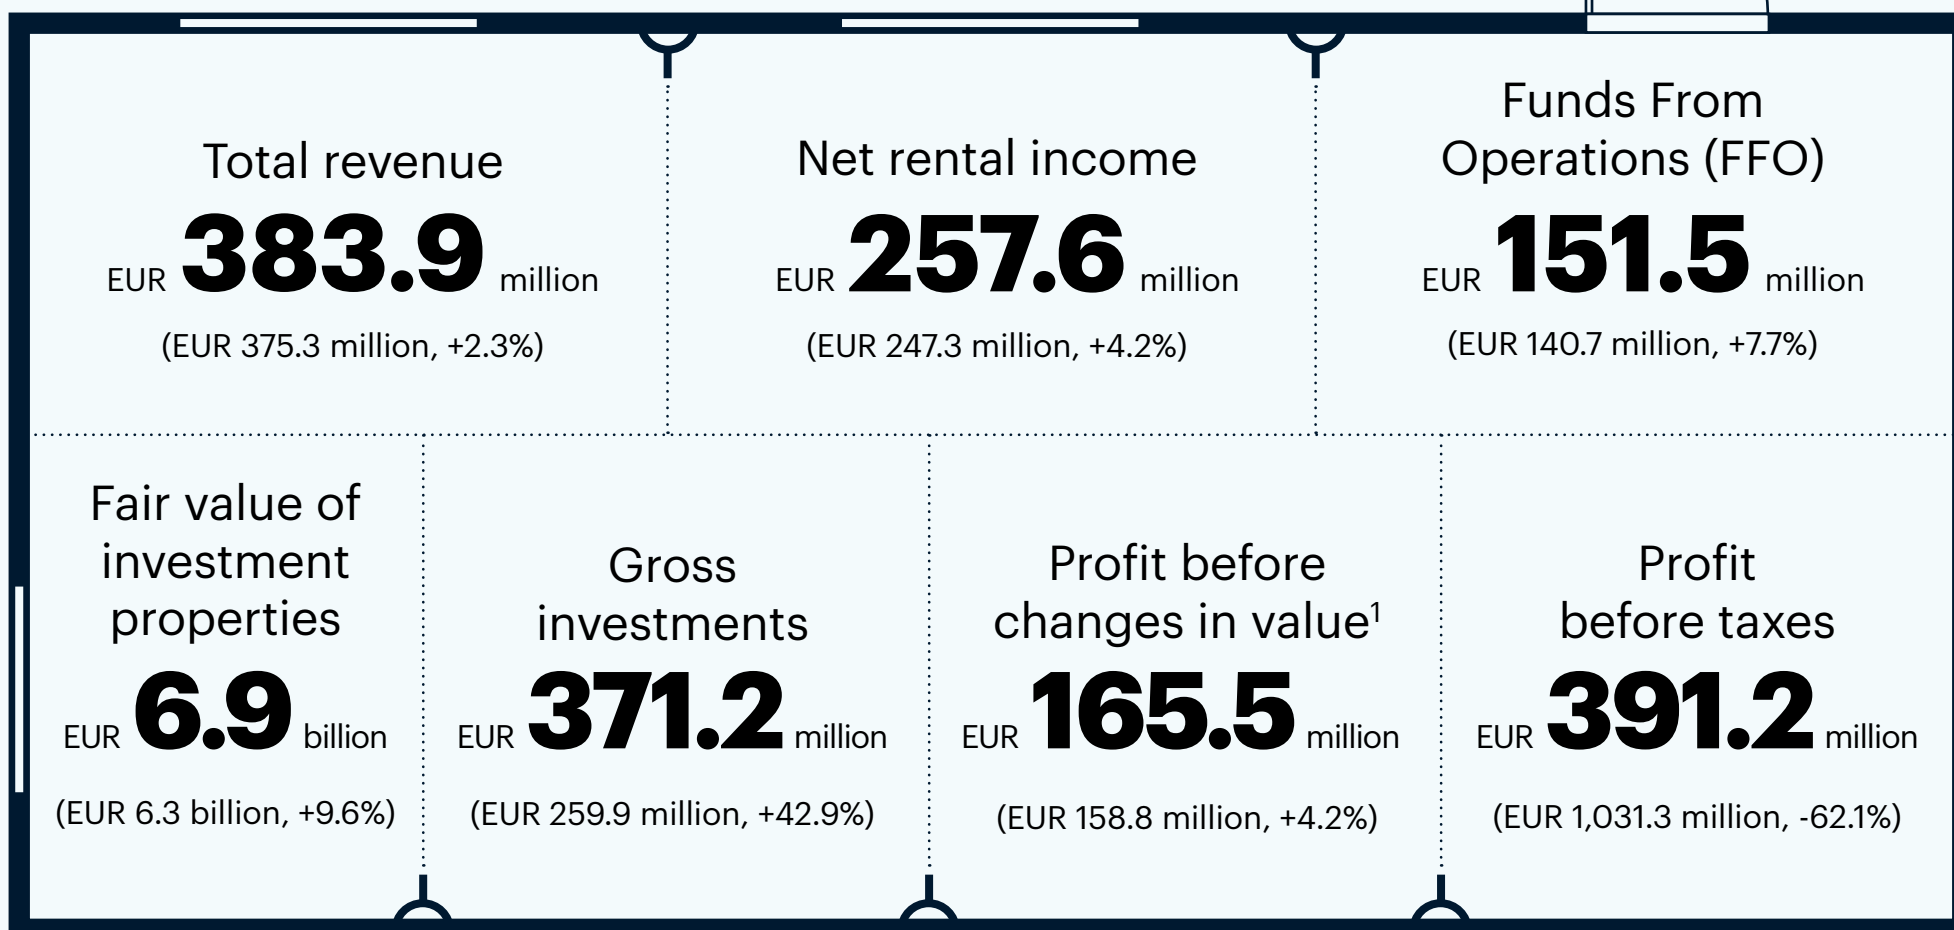 Total revenue
EUR 383.9 million
(EUR 375.3 million, +2.3%)
Net rental income
EUR 257.6 million
(EUR 247.3 million, +4.2%)
Funds From
Operations (FFO)
EUR 151.5 million
(EUR 140.7 million, +7.7%)
Fair value of
investment
properties
EUR 6.9 billion
(EUR 6.3 billion, +9.6%)
Gross
investments
EUR 371.2 million
(EUR 259.9 million, +42.9%)
Profit before
changes in value¹
EUR 165.5 million
(EUR 158.8 million, +4.2%)
Profit
before taxes
EUR 391.2 million
(EUR 1,031.3 million, -62.1%)